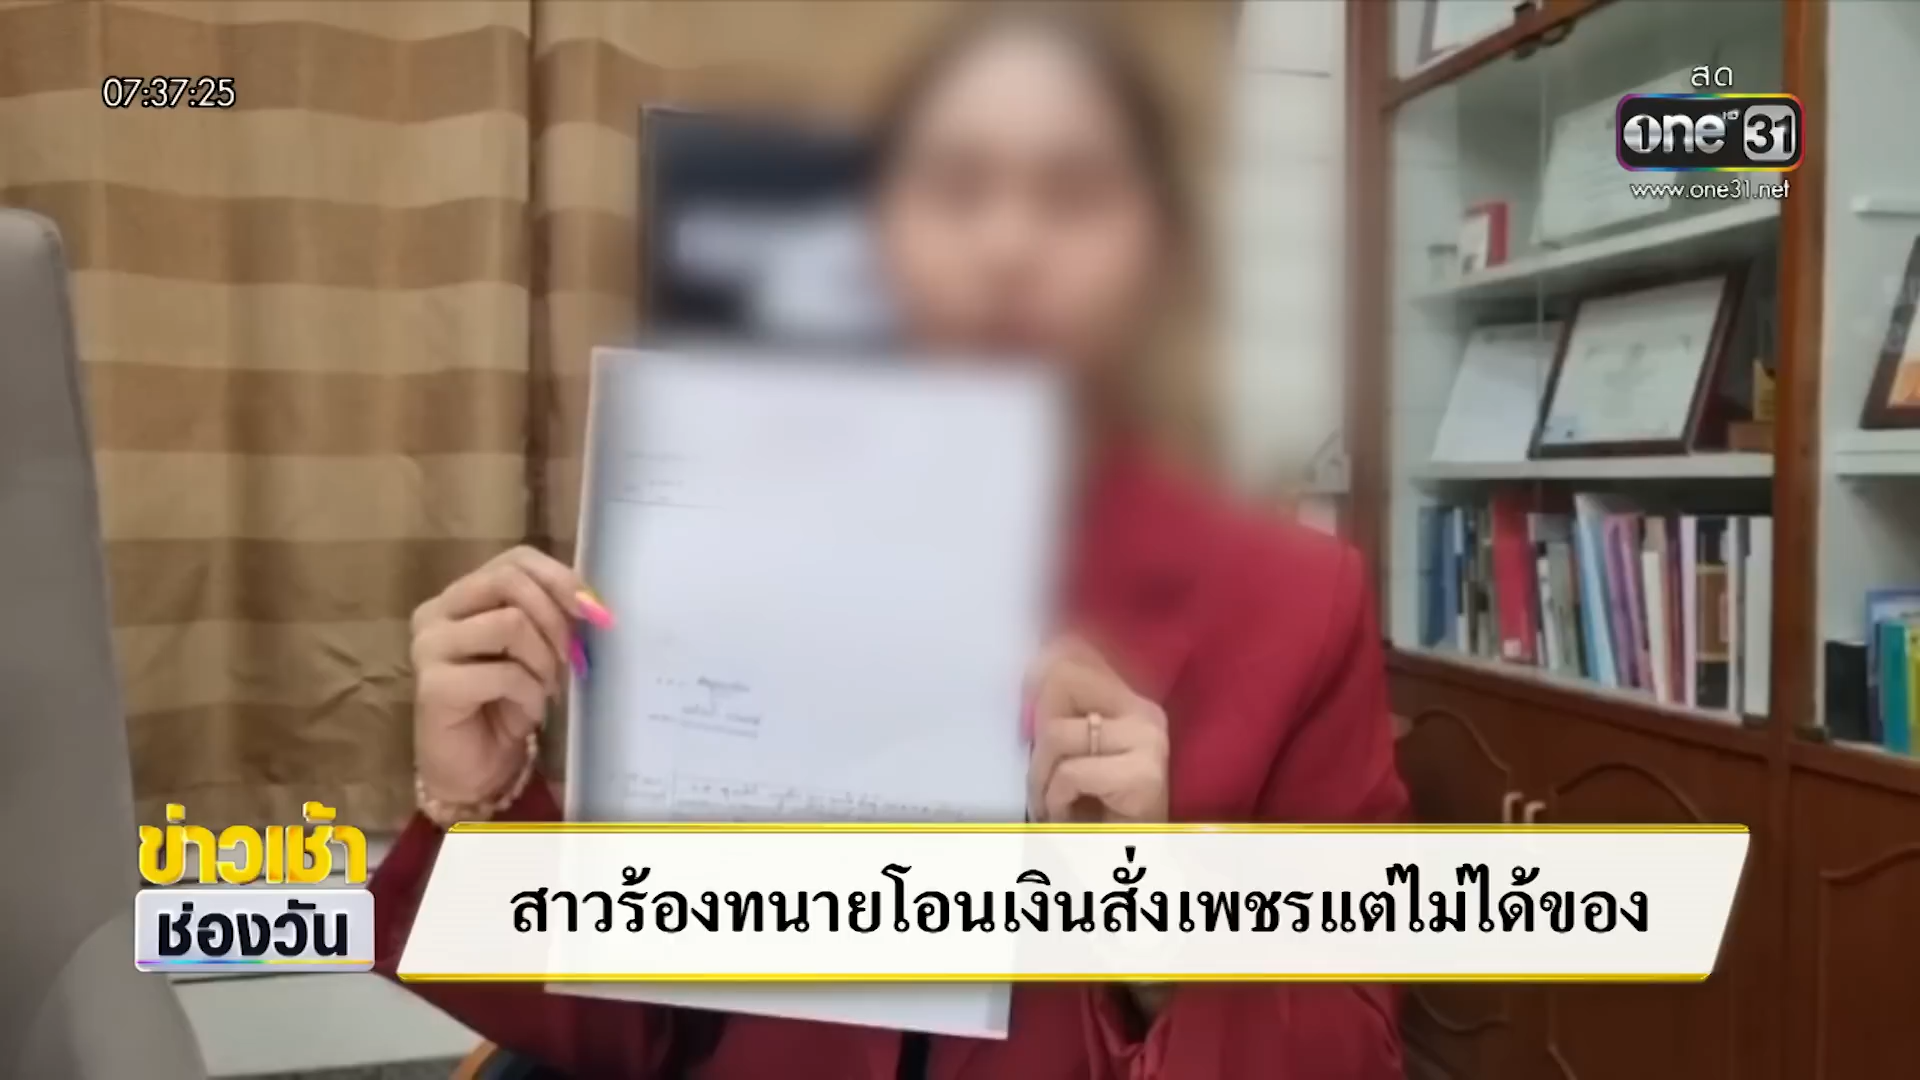 07:37:25
สด
one HD 31
www.one31.net
ข่าวเช้า
ช่องวัน
สาวร้องทนายโอนเงินสั่งเพชรแต่ไม่ได้ของ